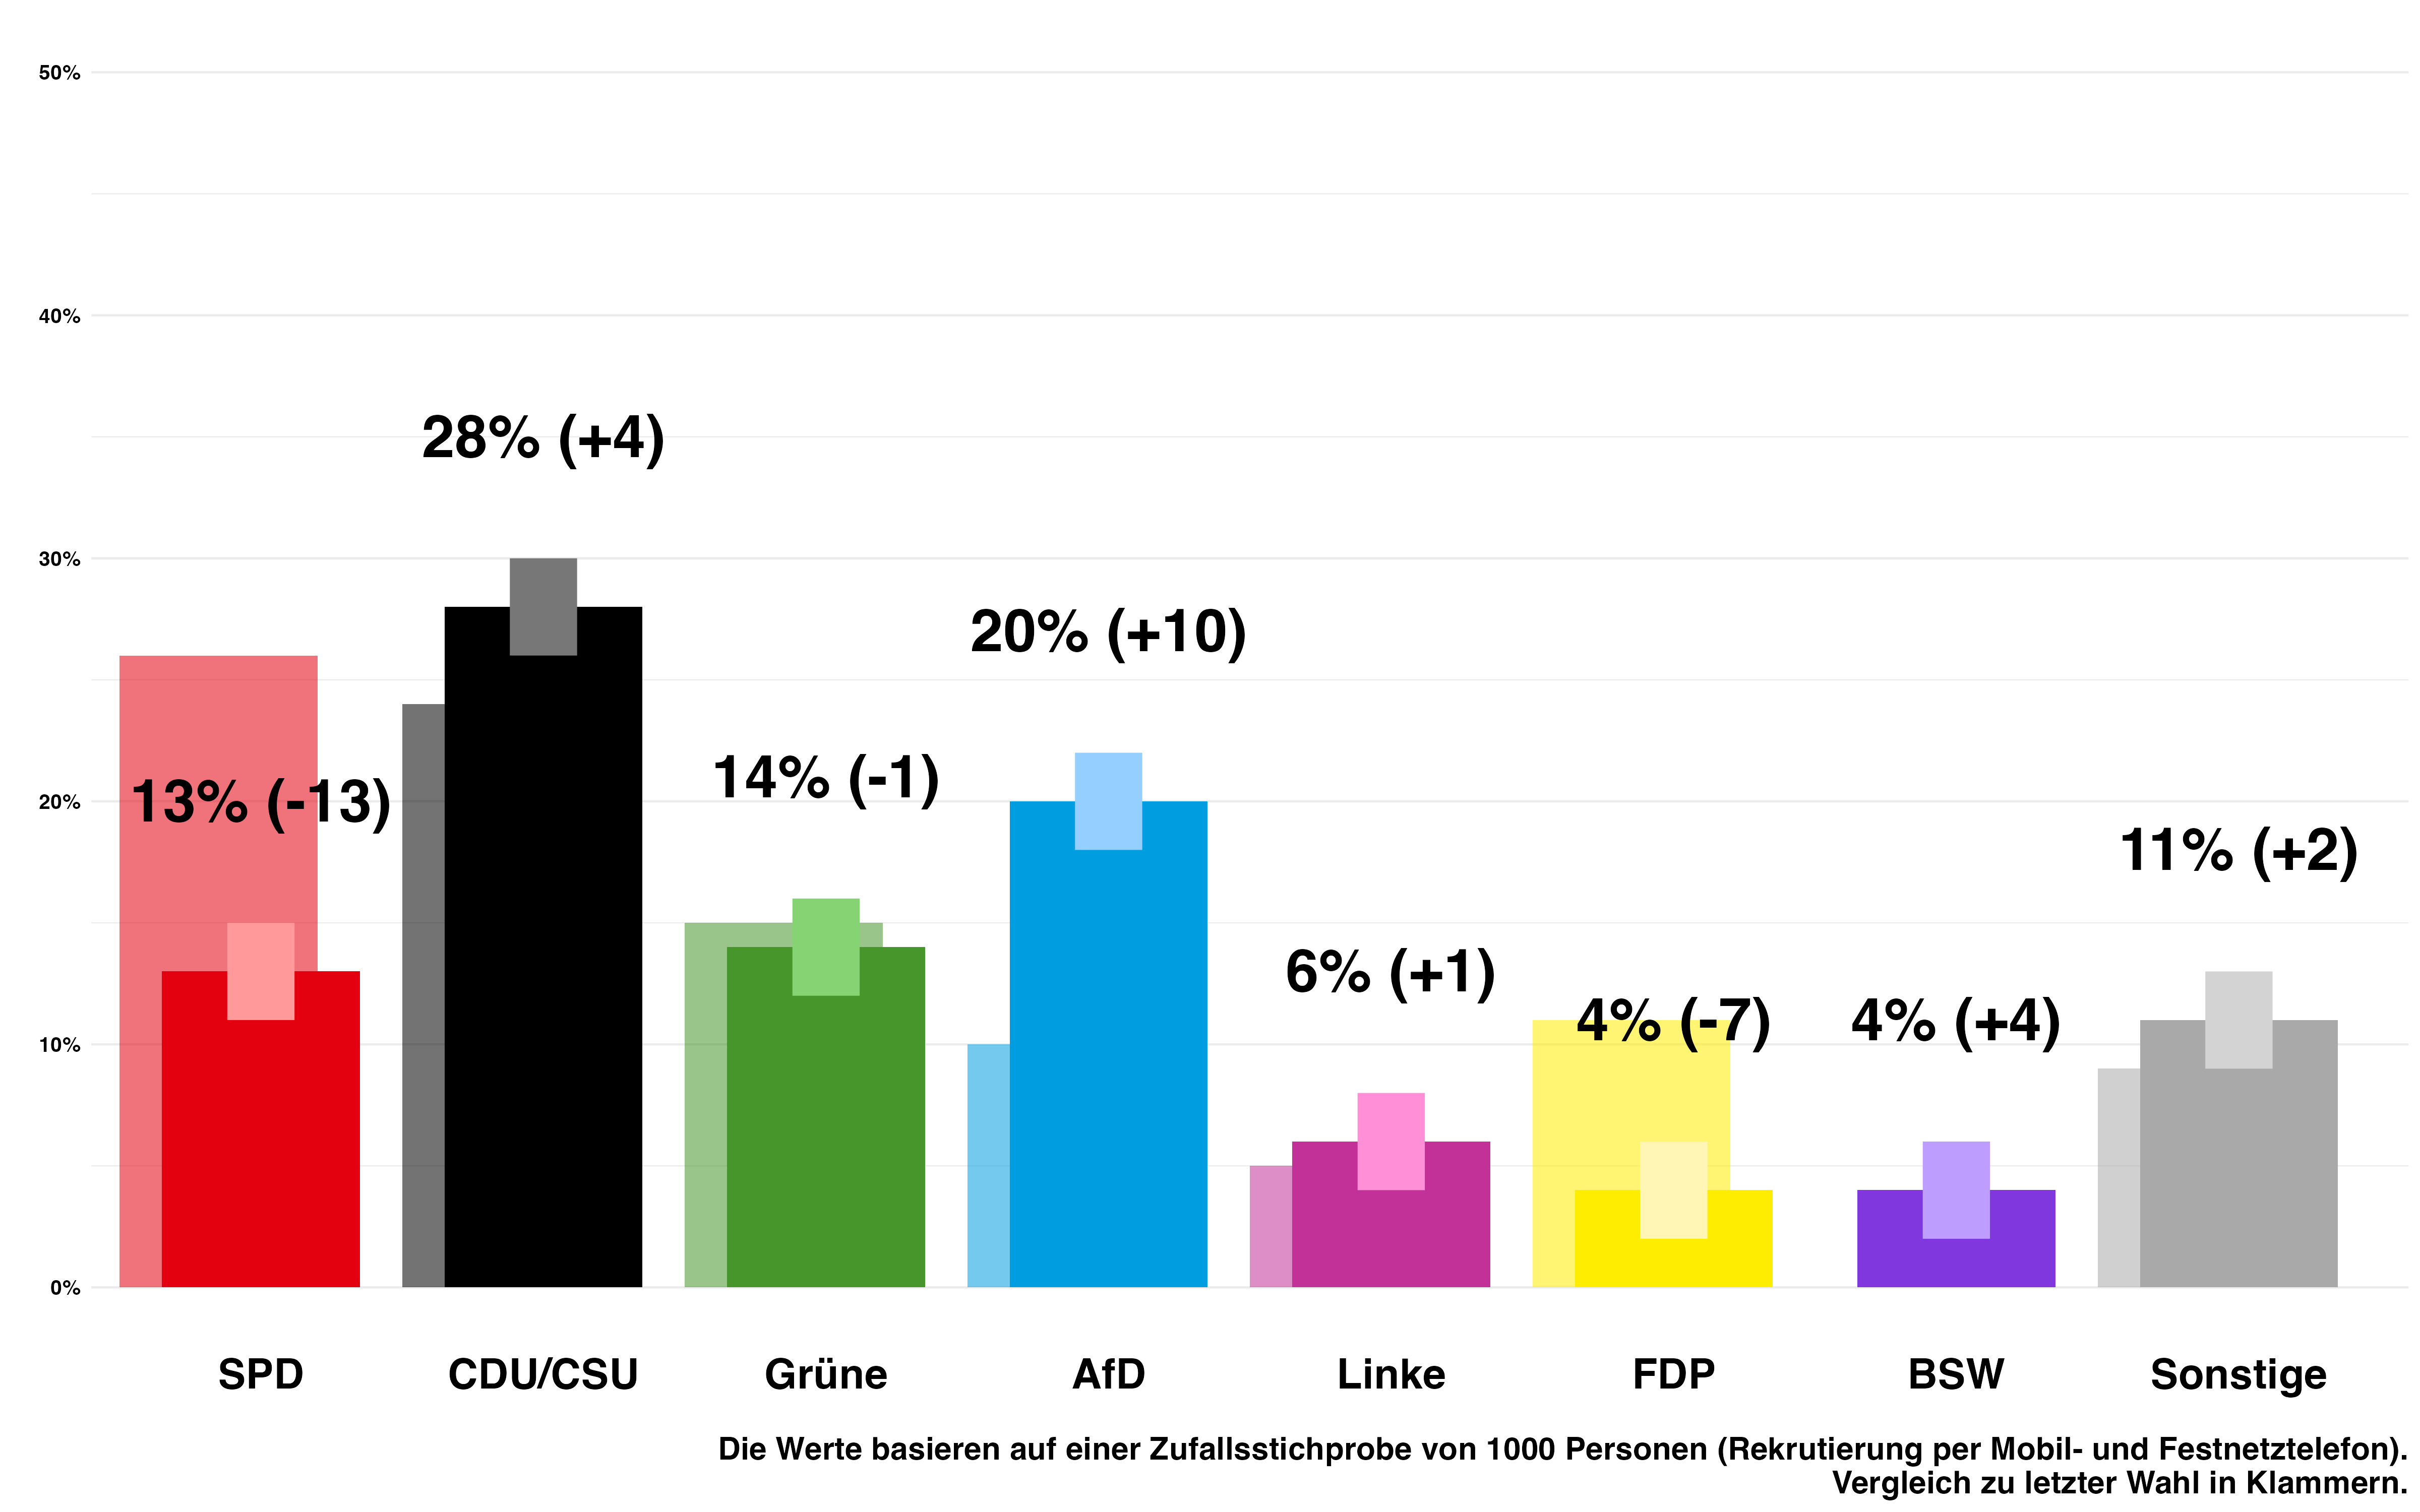 50%
40%
30%
20%
10%
0%
13% (-13)
28% (+4)
14% (-1)
20% (+10)
6% (+1)
4% (-7)
4% (+4)
11% (+2)
SPD
CDU/CSU
Grüne
AfD
Linke
FDP
BSW
Sonstige
Die Werte basieren auf einer Zufallsstichprobe von 1000 Personen (Rekrutierung per Mobil- und Festnetztelefon).
Vergleich zu letzter Wahl in Klammern.